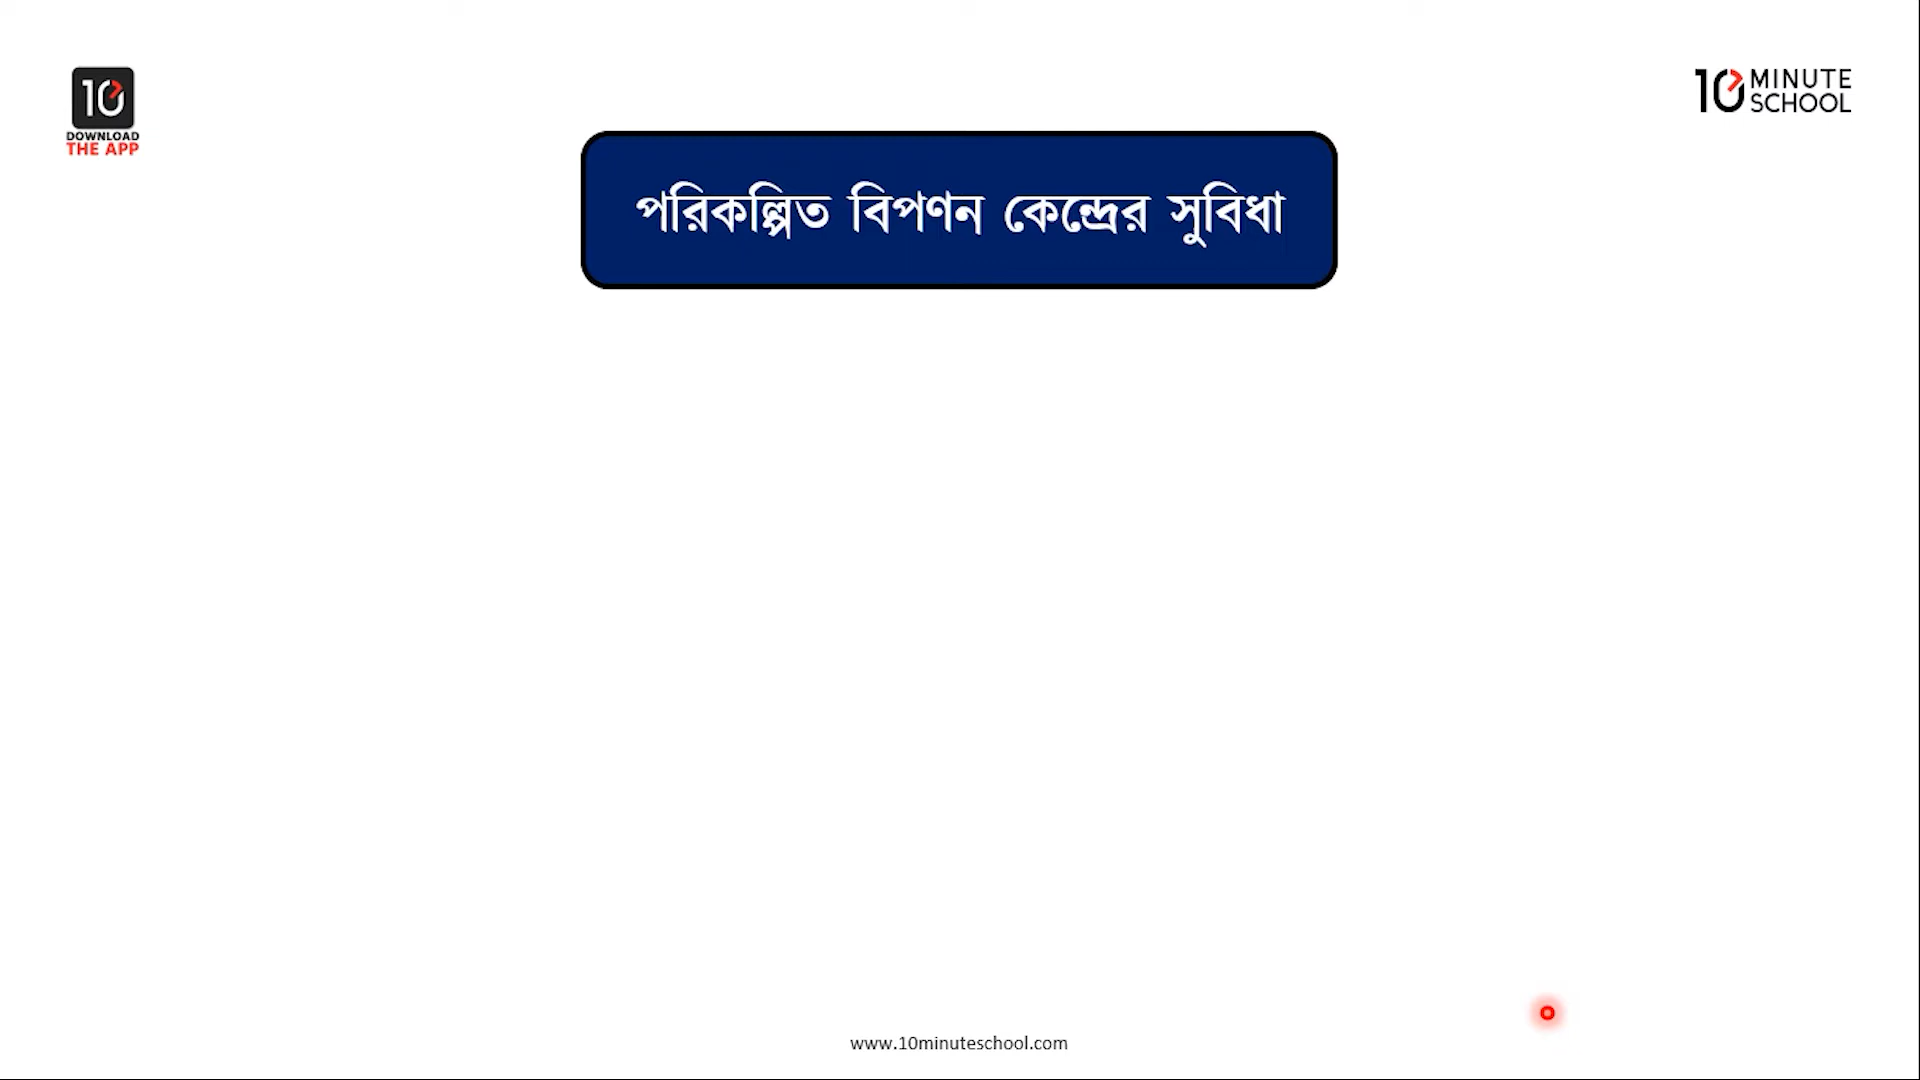 10
DOWNLOAD
THE APP
10 MINUTE
SCHOOL
পরিকল্পিত বিপণন কেন্দ্রের সুবিধা
www.10minuteschool.com